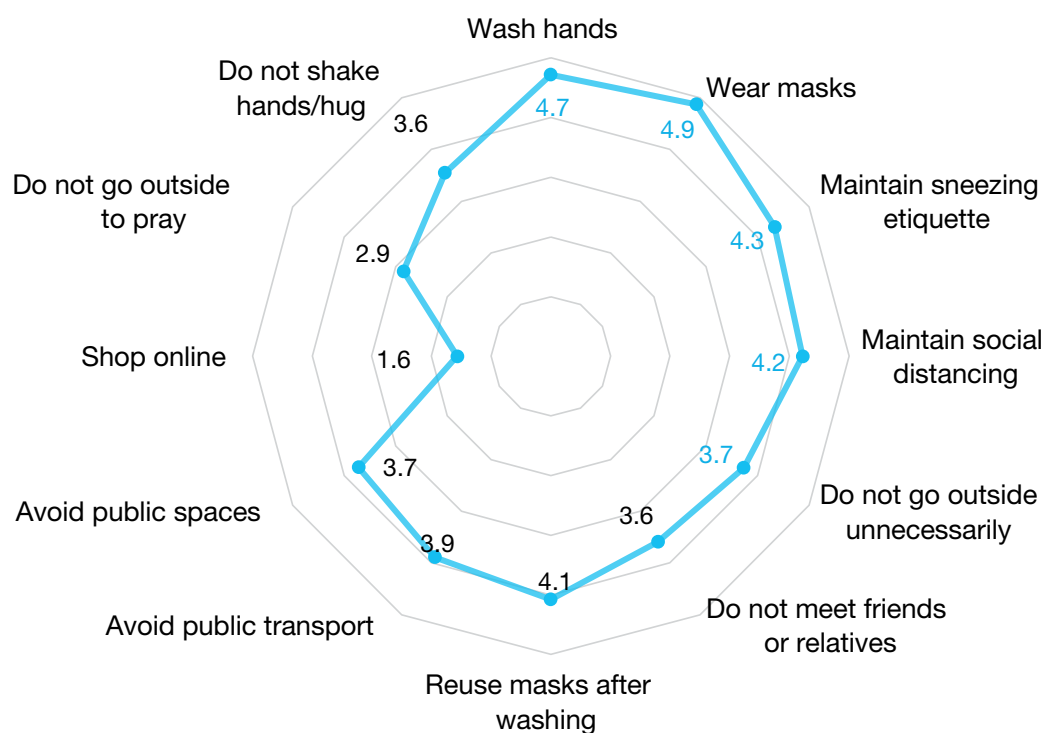 Wash hands
Do not shake
hands/hug
Wear masks
3.6
4.7
4.9
Do not go outside
to pray
Maintain sneezing
etiquette
2.9
4.3
Shop online
1.6
4.2
Maintain social
distancing
3.7
3.7
Avoid public spaces
Do not go outside
unnecessarily
3.9
3.6
4.1
Avoid public transport
Do not meet friends
or relatives
Reuse masks after
washing